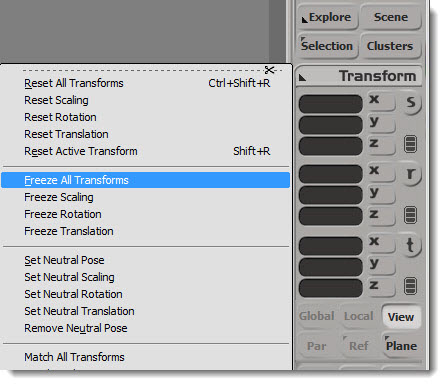 Explore Scene
Selection Clusters
Transform
Reset All Transforms Ctrl+Shift+R
Reset Scaling
Reset Rotation
Reset Translation
Reset Active Transform Shift+R
Freeze All Transforms
Freeze Scaling
Freeze Rotation
Freeze Translation
Set Neutral Pose
Set Neutral Scaling
Set Neutral Rotation
Set Neutral Translation
Remove Neutral Pose
Match All Transforms
x s
y
z
x r
y
z
x t
y
z
Global Local View
Par Ref Plane